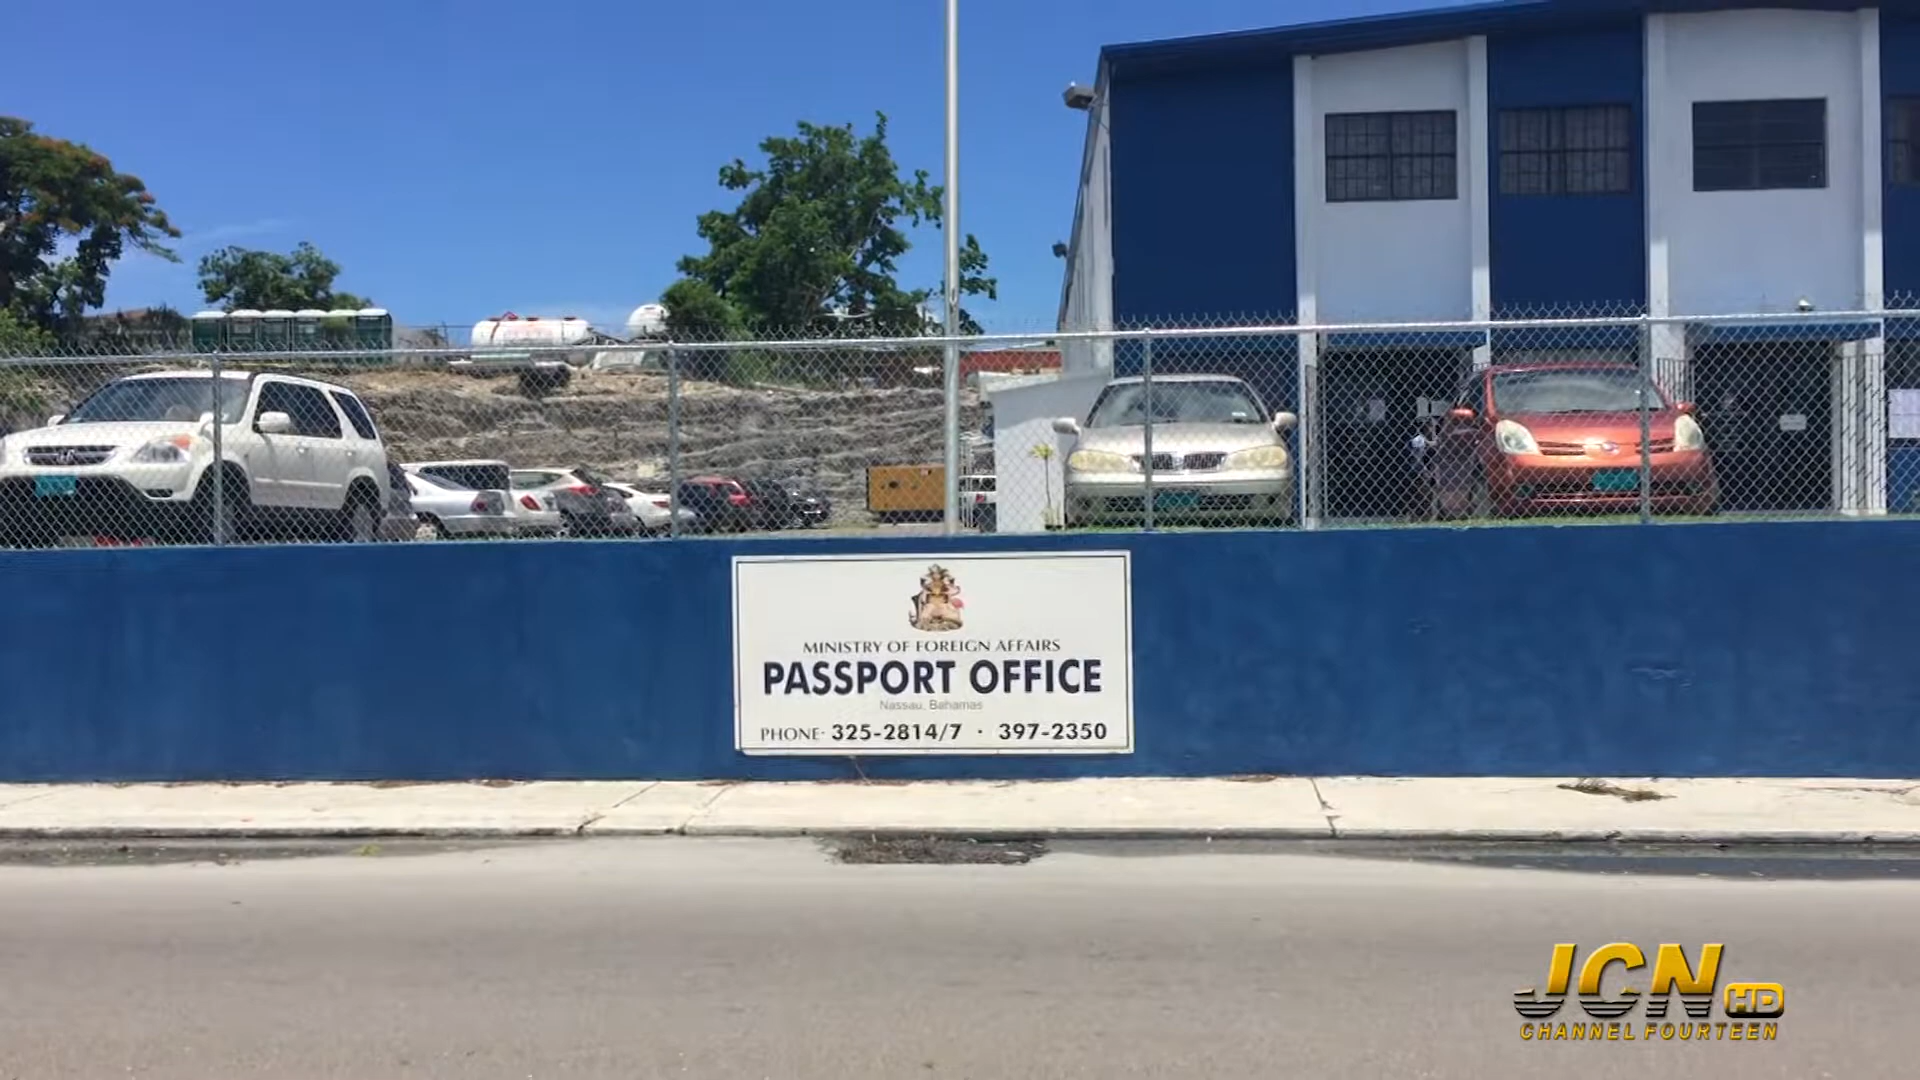 MINISTRY OF FOREIGN AFFAIRS
PASSPORT OFFICE
Nassau, Bahamas
PHONE· 325-2814/7 · 397-2350
JCN HD
CHANNEL FOURTEEN